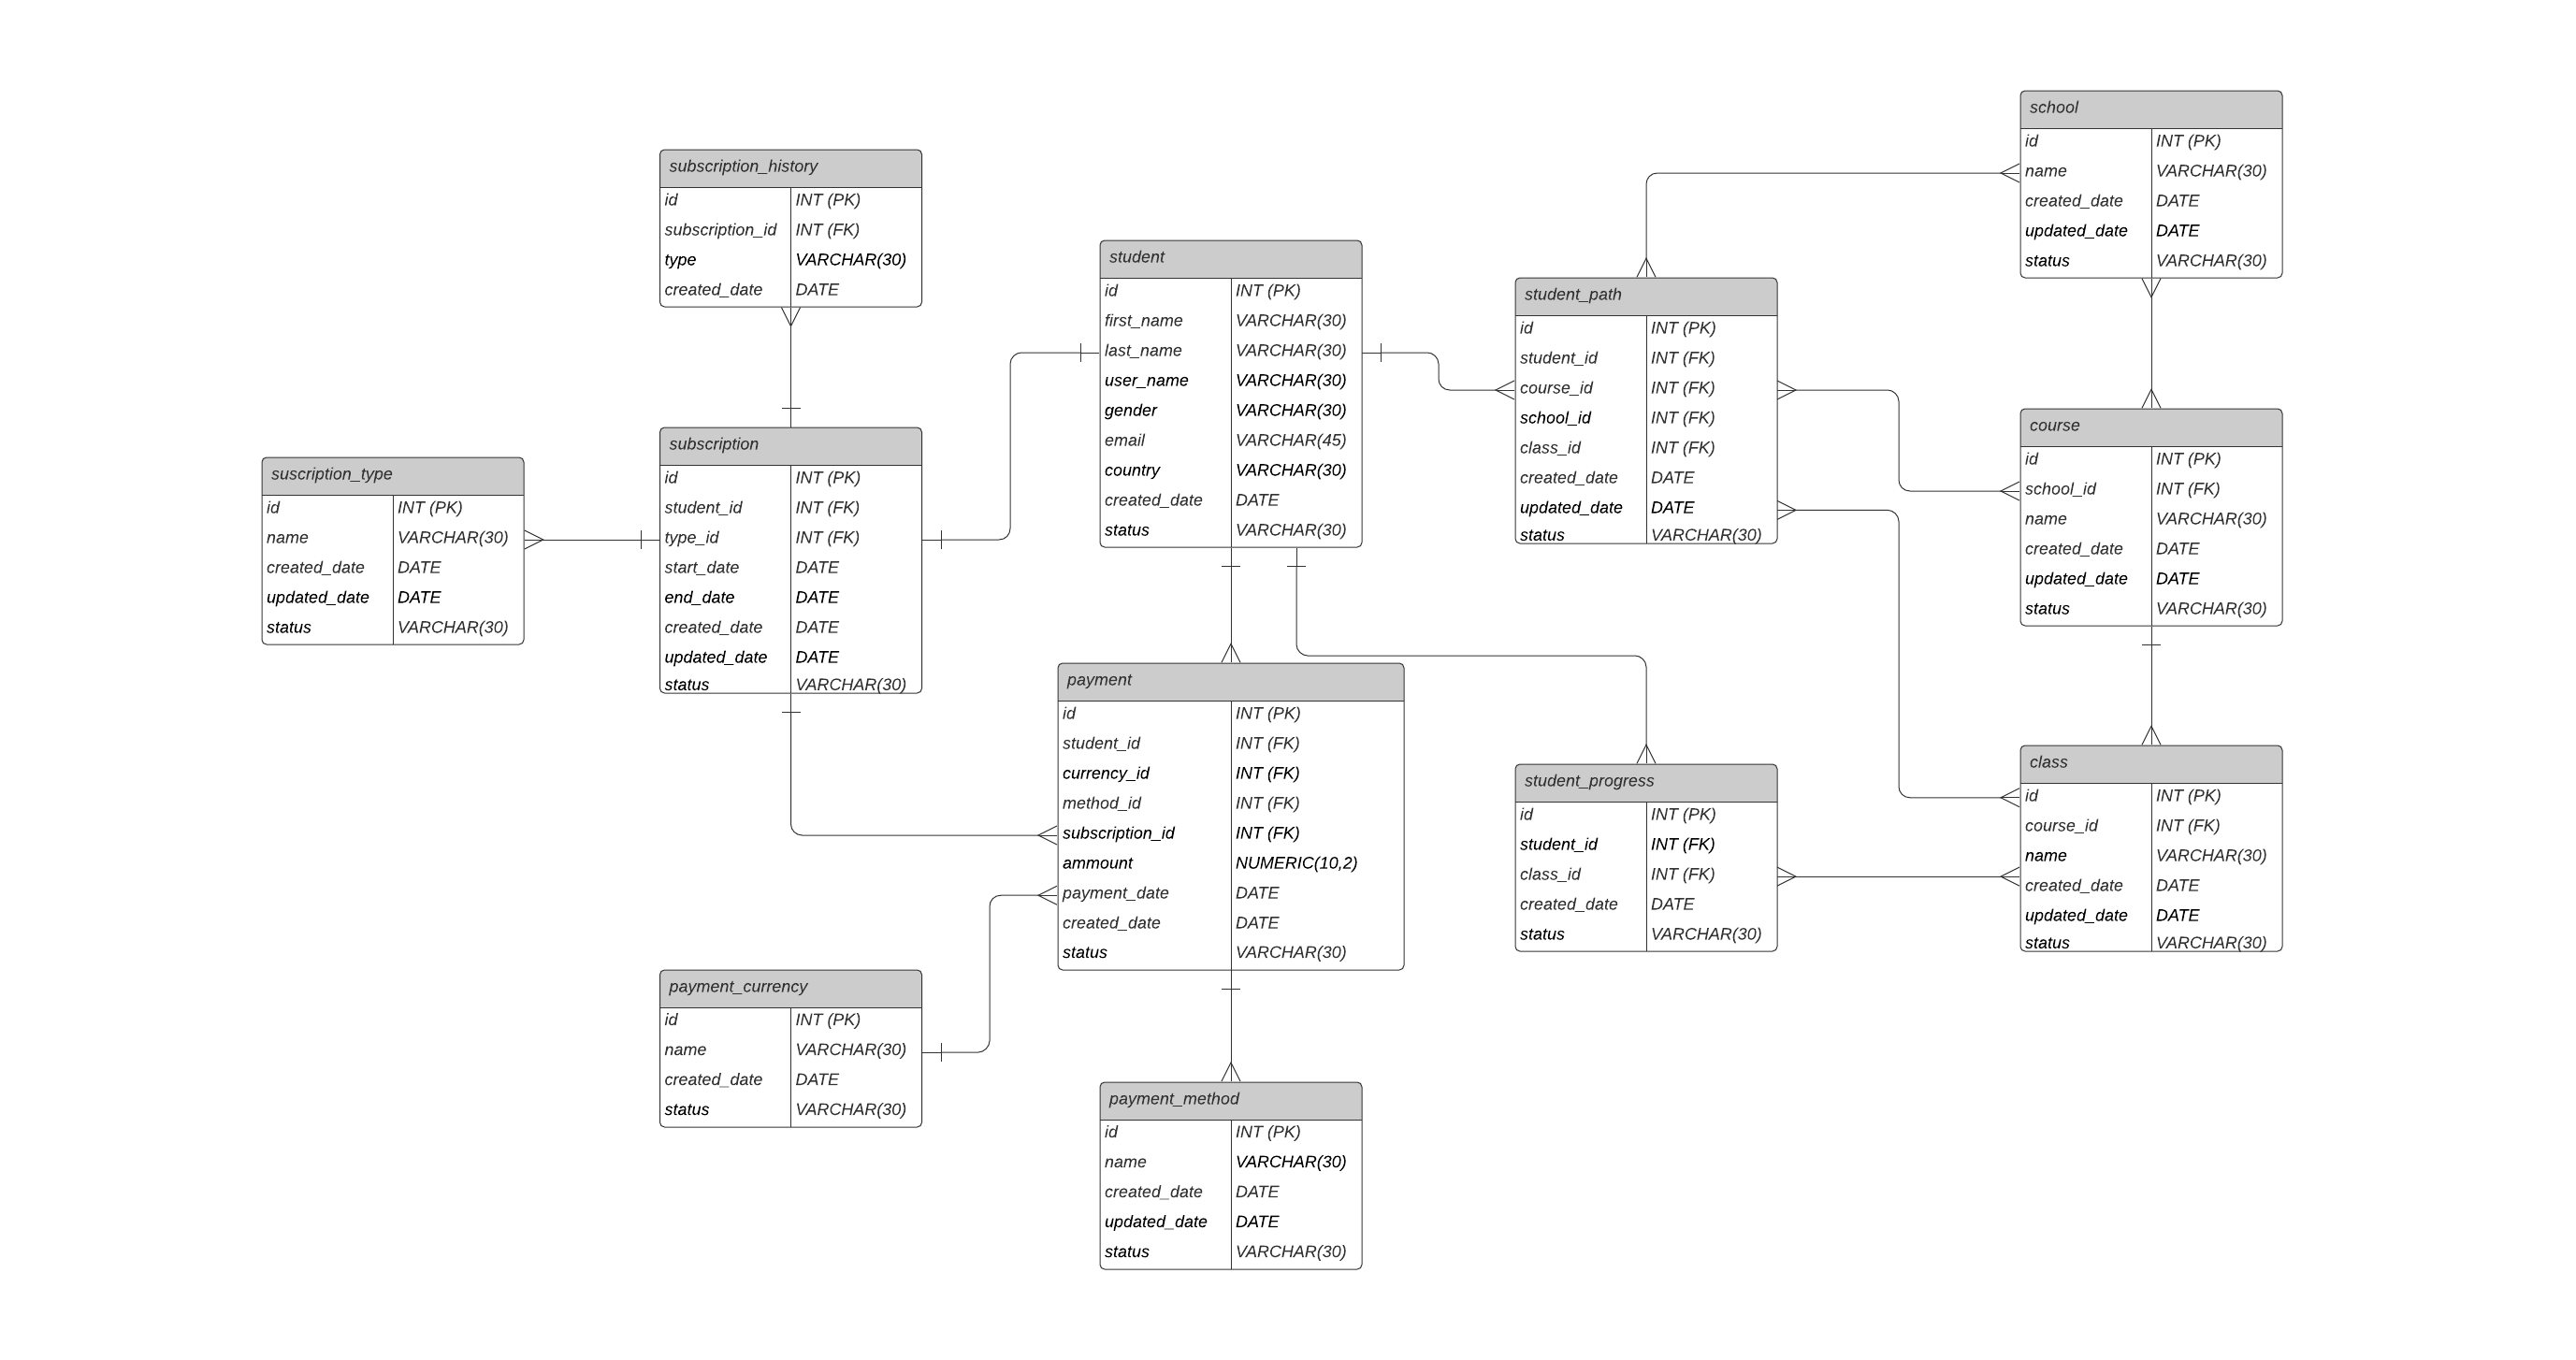 school
id INT (PK)
name VARCHAR(30)
created_date DATE
updated_date DATE
status VARCHAR(30)
subscription_history
id INT (PK)
subscription_id INT (FK)
type VARCHAR(30)
created_date DATE
student
id INT (PK)
first_name VARCHAR(30)
last_name VARCHAR(30)
user_name VARCHAR(30)
gender VARCHAR(30)
email VARCHAR(45)
country VARCHAR(30)
created_date DATE
status VARCHAR(30)
student_path
id INT (PK)
student_id INT (FK)
course_id INT (FK)
school_id INT (FK)
class_id INT (FK)
created_date DATE
updated_date DATE
status VARCHAR(30)
course
id INT (PK)
school_id INT (FK)
name VARCHAR(30)
created_date DATE
updated_date DATE
status VARCHAR(30)
suscription_type
id INT (PK)
name VARCHAR(30)
created_date DATE
updated_date DATE
status VARCHAR(30)
subscription
id INT (PK)
student_id INT (FK)
type_id INT (FK)
start_date DATE
end_date DATE
created_date DATE
updated_date DATE
status VARCHAR(30)
payment
id INT (PK)
student_id INT (FK)
currency_id INT (FK)
method_id INT (FK)
subscription_id INT (FK)
ammount NUMERIC(10,2)
payment_date DATE
created_date DATE
status VARCHAR(30)
student_progress
id INT (PK)
student_id INT (FK)
class_id INT (FK)
created_date DATE
status VARCHAR(30)
class
id INT (PK)
course_id INT (FK)
name VARCHAR(30)
created_date DATE
updated_date DATE
status VARCHAR(30)
payment_currency
id INT (PK)
name VARCHAR(30)
created_date DATE
status VARCHAR(30)
payment_method
id INT (PK)
name VARCHAR(30)
created_date DATE
updated_date DATE
status VARCHAR(30)